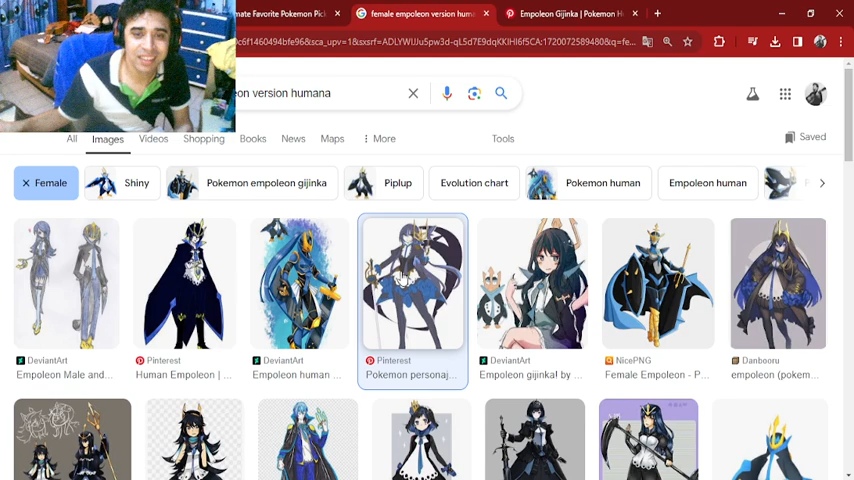 mate Favorite Pokemon Pick
female empoleon version huma
Empoleon Gijinka | Pokemon H
c6f1460494bfe96&sca_upv=1&sxsrf=ADLYWIJJu5pw3d-qL5d7E9dqKKlHI6f5CA:1720072589480&q=fe...
on version humana
All
Images
Videos
Shopping
Books
News
Maps
More
Tools
Saved
Female
Shiny
Pokemon empoleon gijinka
Piplup
Evolution chart
Pokemon human
Empoleon human
DeviantArt
Pinterest
DeviantArt
Pinterest
DeviantArt
NicePNG
Danbooru
Empoleon Male and...
Human Empoleon | ...
Empoleon human ...
Pokemon personaj...
Empoleon gijinka! by ...
Female Empoleon - P...
empoleon (pokem...